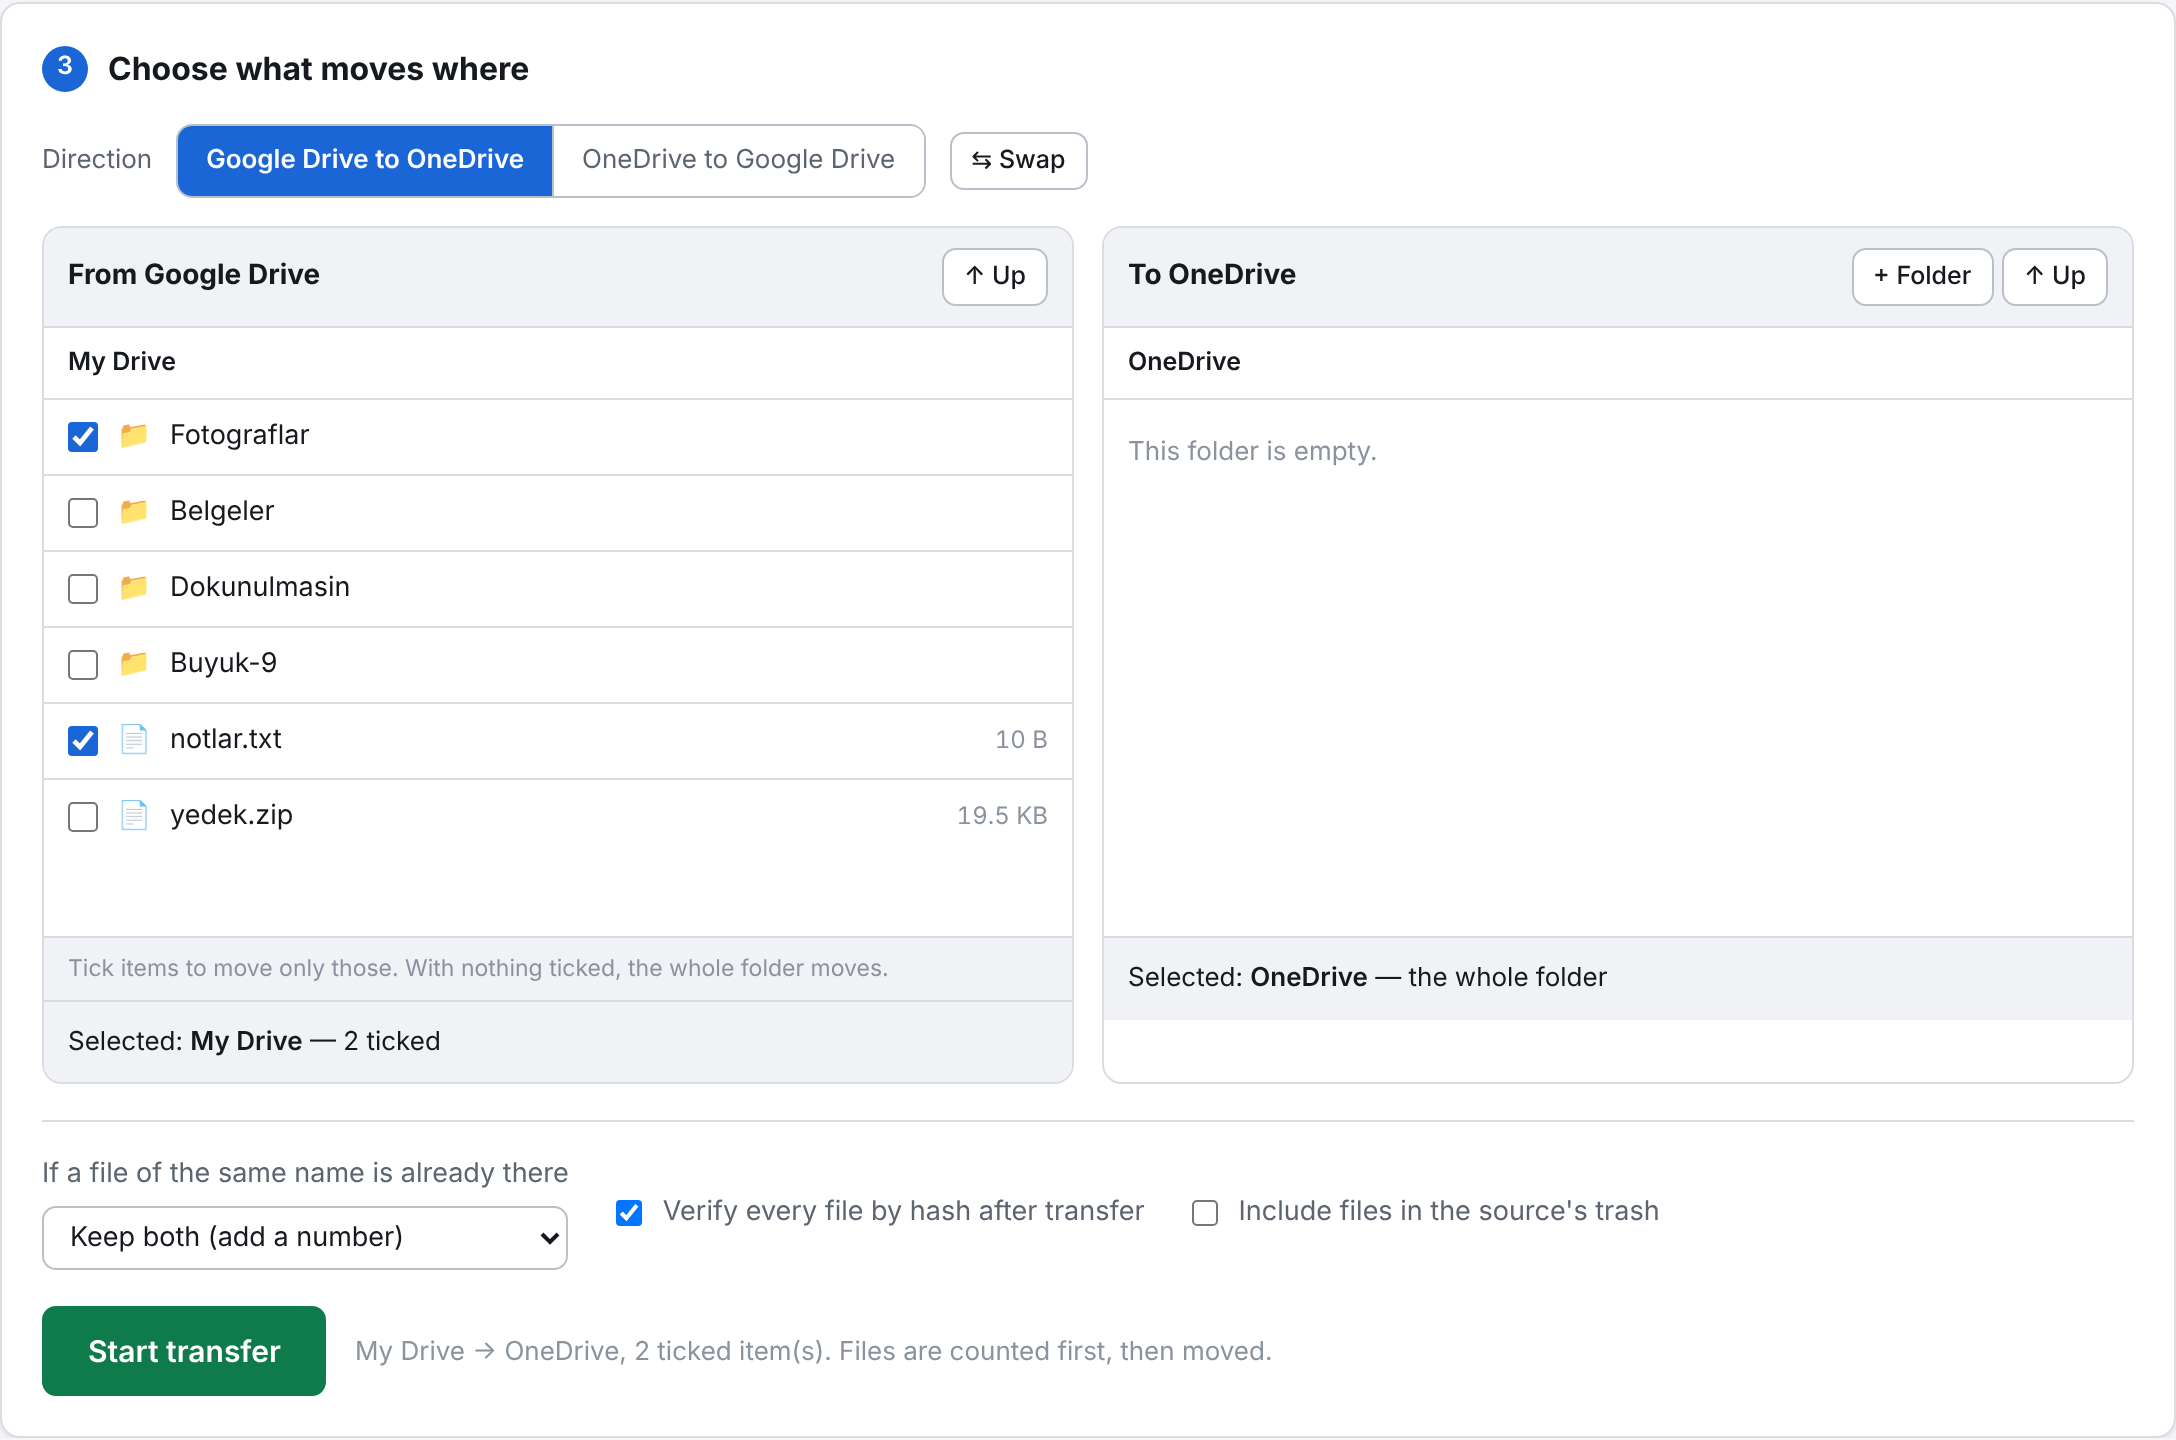 3 Choose what moves where
Direction Google Drive to OneDrive OneDrive to Google Drive ⇆ Swap
From Google Drive ↑ Up
My Drive
Fotograflar
Belgeler
Dokunulmasin
Buyuk-9
notlar.txt 10 B
yedek.zip 19.5 KB
Tick items to move only those. With nothing ticked, the whole folder moves.
Selected: My Drive — 2 ticked
To OneDrive + Folder ↑ Up
OneDrive
This folder is empty.
Selected: OneDrive — the whole folder
If a file of the same name is already there
Keep both (add a number)
Verify every file by hash after transfer
Include files in the source's trash
Start transfer
My Drive → OneDrive, 2 ticked item(s). Files are counted first, then moved.